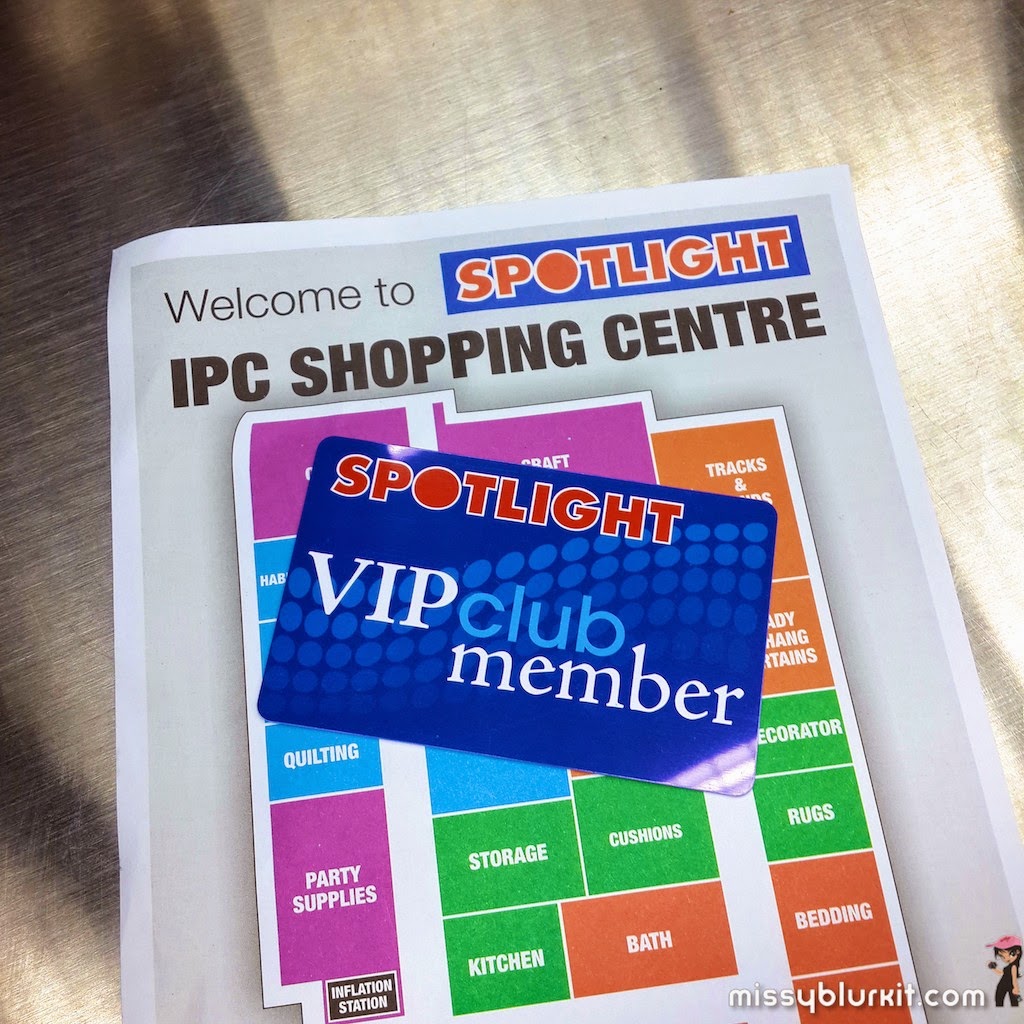 Welcome to SPOTLIGHT
IPC SHOPPING CENTRE
CRAFT
TRACKS
&
SPOTLIGHT
VIP club
member
QUILTING
DECORATOR
RUGS
STORAGE
CUSHIONS
PARTY
SUPPLIES
BEDDING
KITCHEN
BATH
INFLATION
STATION
missyblurkit.com